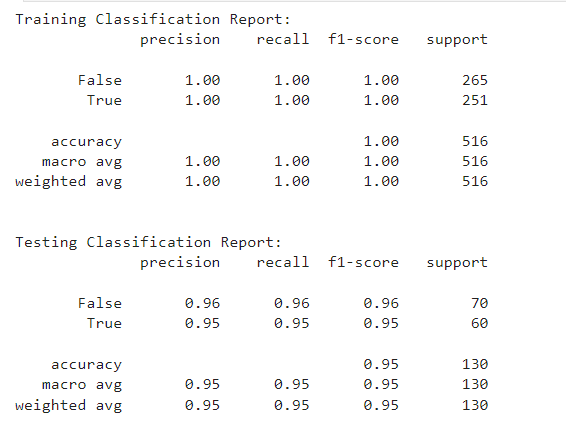 Training Classification Report:
precision recall f1-score support
False 1.00 1.00 1.00 265
True 1.00 1.00 1.00 251
accuracy 1.00 516
macro avg 1.00 1.00 1.00 516
weighted avg 1.00 1.00 1.00 516
Testing Classification Report:
precision recall f1-score support
False 0.96 0.96 0.96 70
True 0.95 0.95 0.95 60
accuracy 0.95 130
macro avg 0.95 0.95 0.95 130
weighted avg 0.95 0.95 0.95 130